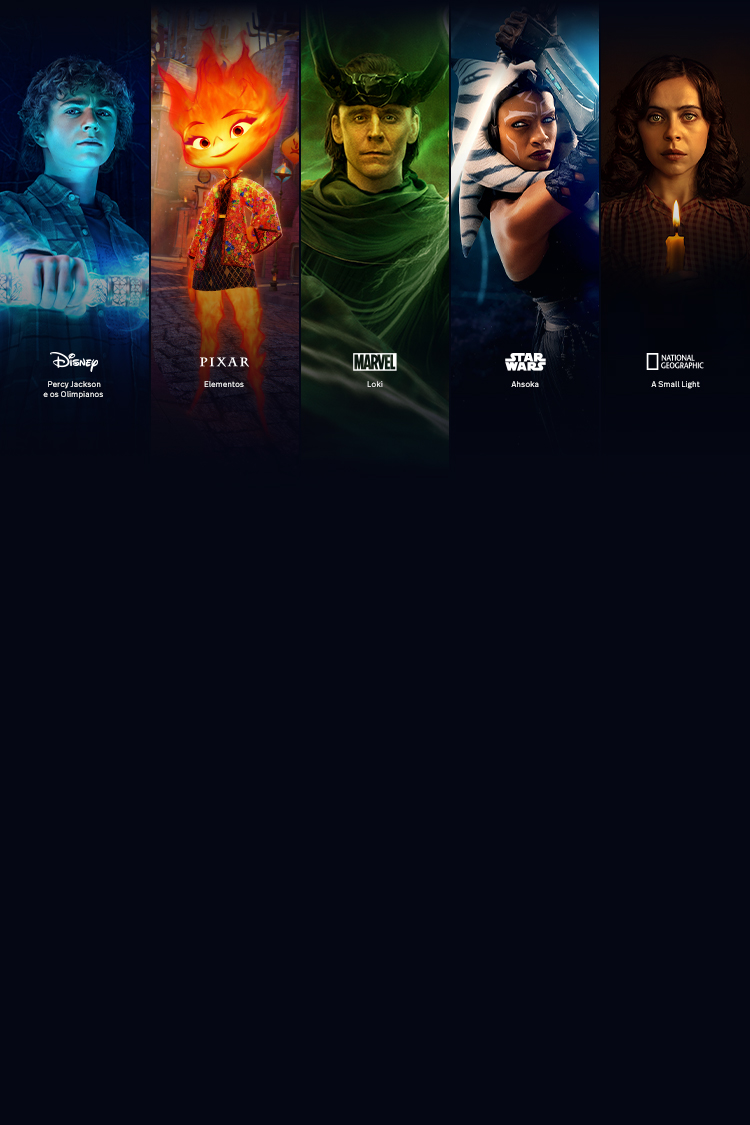 Disney
Percy Jackson
e os Olimpianos
PIXAR
Elementos
MARVEL
Loki
STAR
WARS
Ahsoka
NATIONAL
GEOGRAPHIC
A Small Light